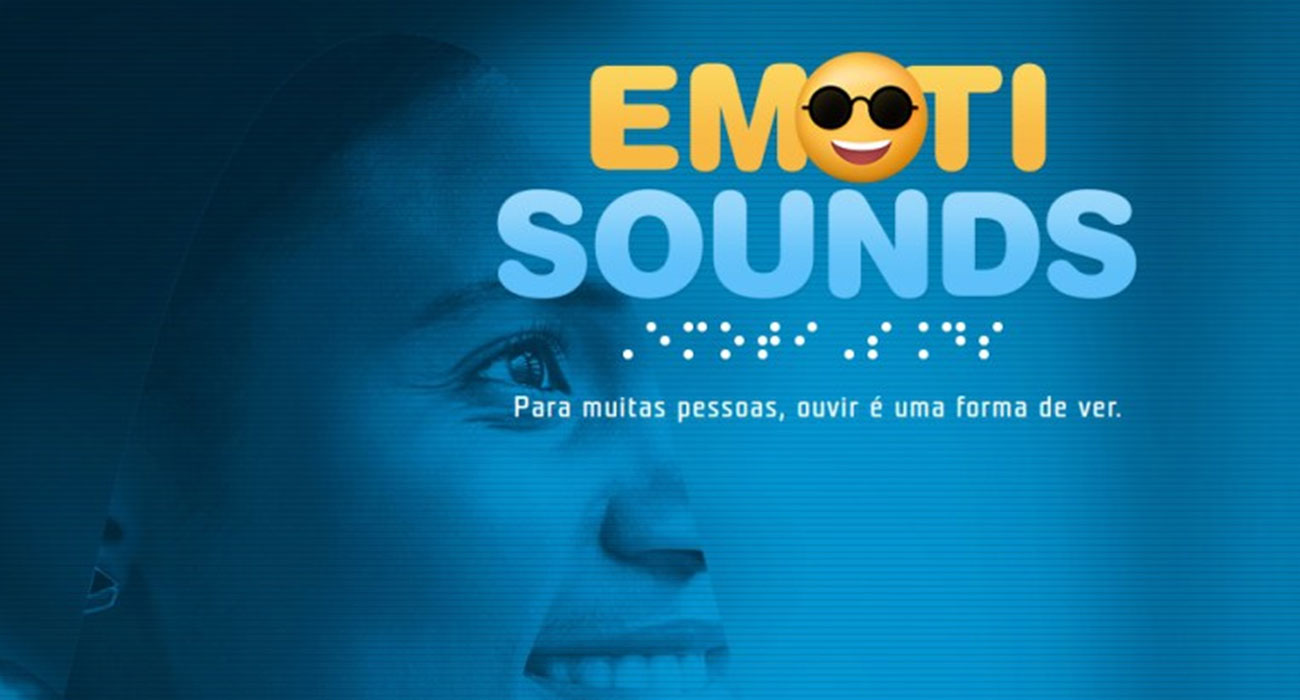 EMOTI
SOUNDS
⠠⠑⠍⠕⠞⠊⠠⠎⠨⠙⠎
Para muitas pessoas, ouvir é uma forma de ver.